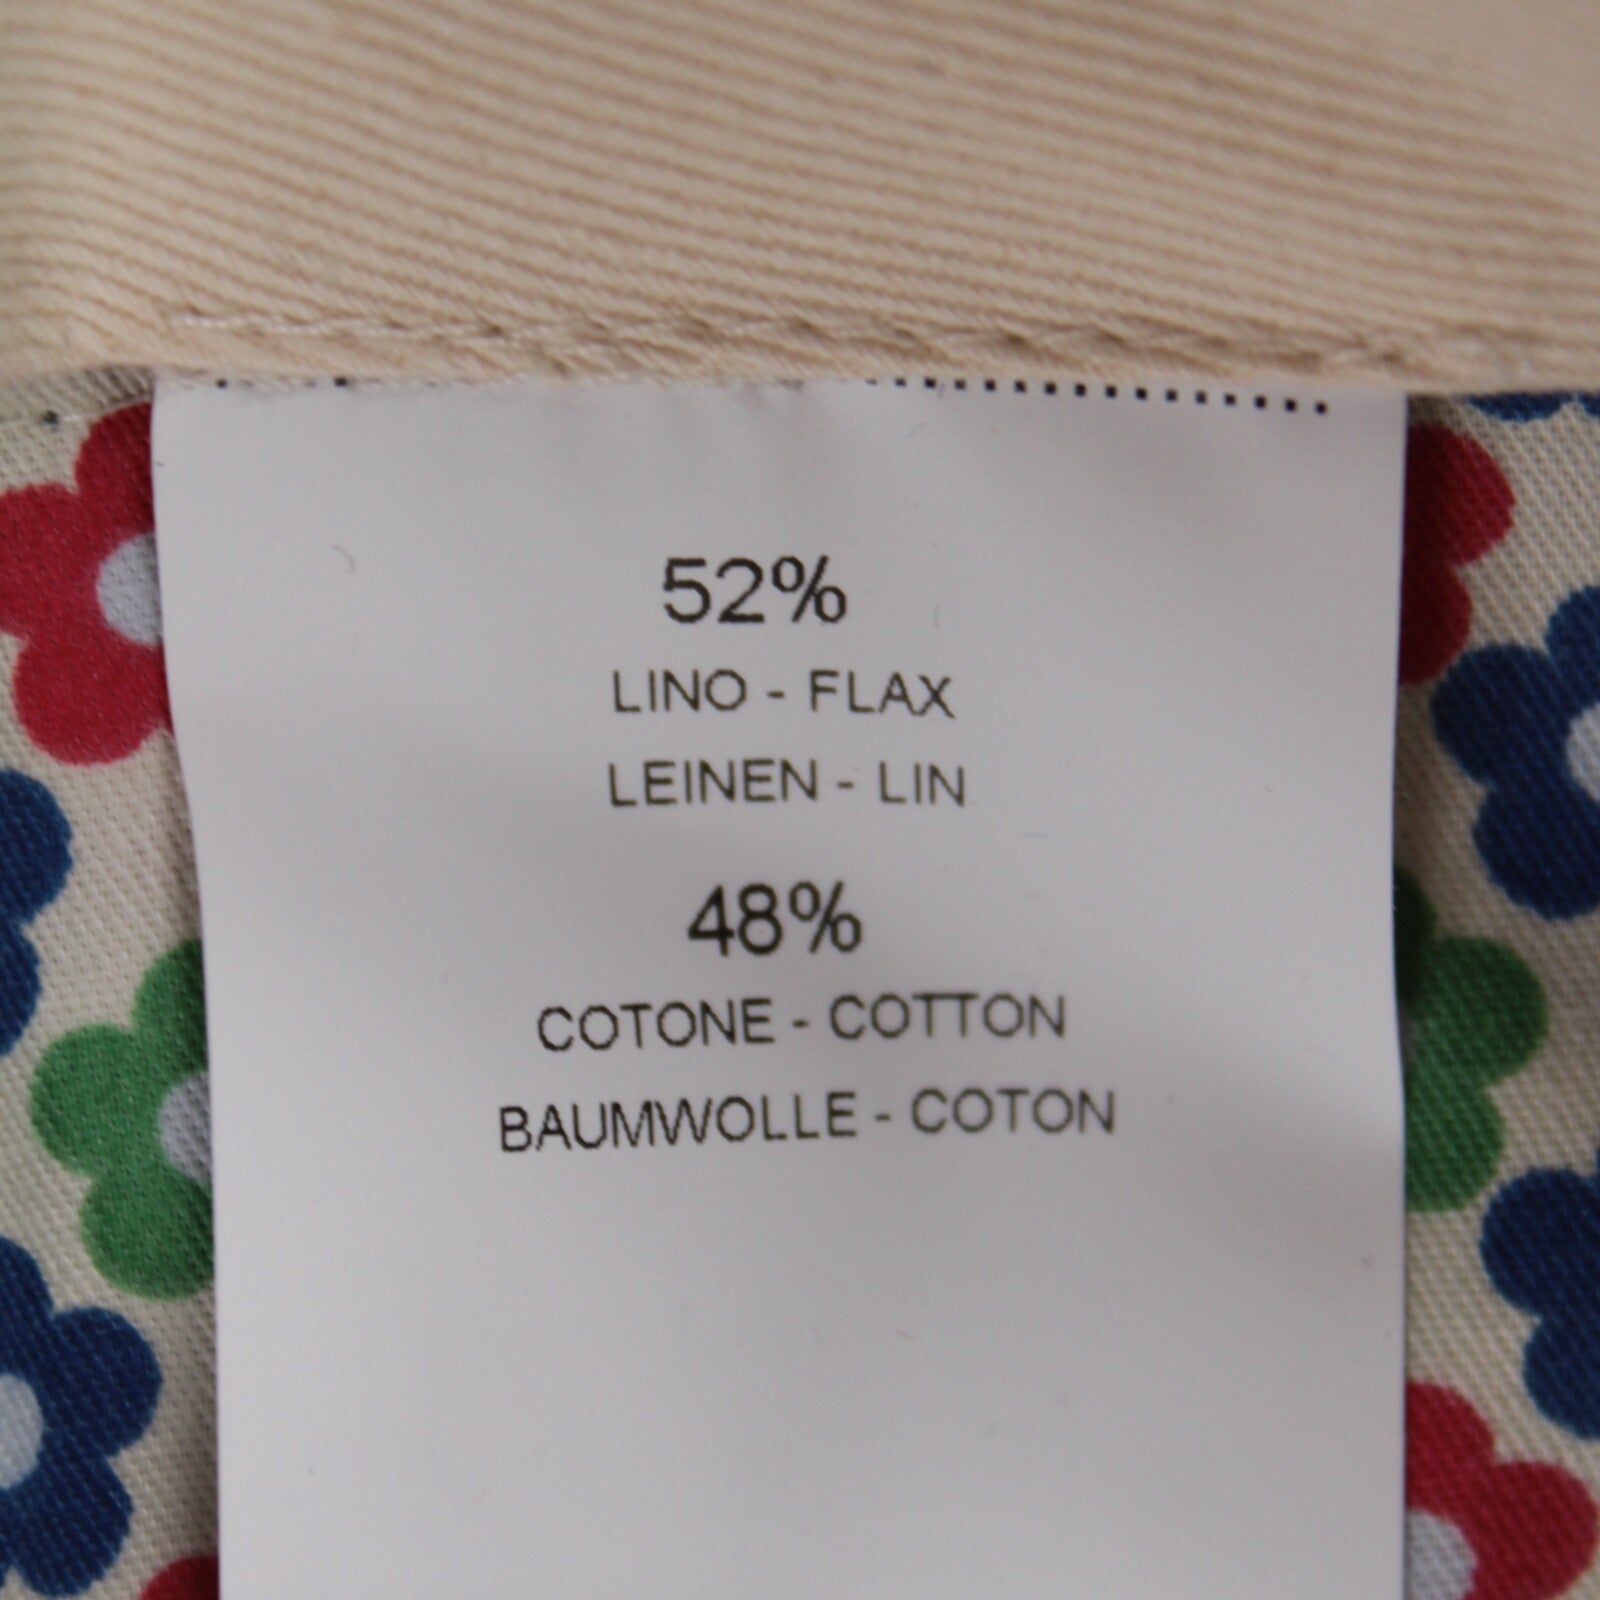 52%
LINO - FLAX
LEINEN - LIN
48%
COTONE - COTTON
BAUMWOLLE - COTON